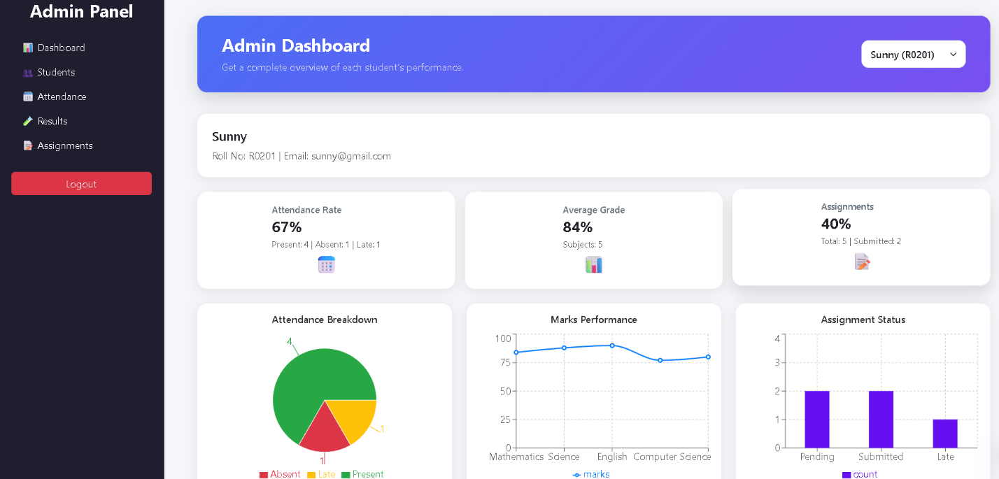 Admin Panel
Dashboard
Students
Attendance
Results
Assignments
Logout
Admin Dashboard
Get a complete overview of each student's performance.
Sunny (R0201)
Sunny
Roll No: R0201 | Email: sunny@gmail.com
Attendance Rate
67%
Present: 4 | Absent: 1 | Late: 1
Average Grade
84%
Subjects: 5
Assignments
40%
Total: 5 | Submitted: 2
Attendance Breakdown
4
1
1
Absent Late Present
Marks Performance
100
75
50
25
0
Mathematics Science English Computer Science
marks
Assignment Status
4
3
2
1
0
Pending Submitted Late
count